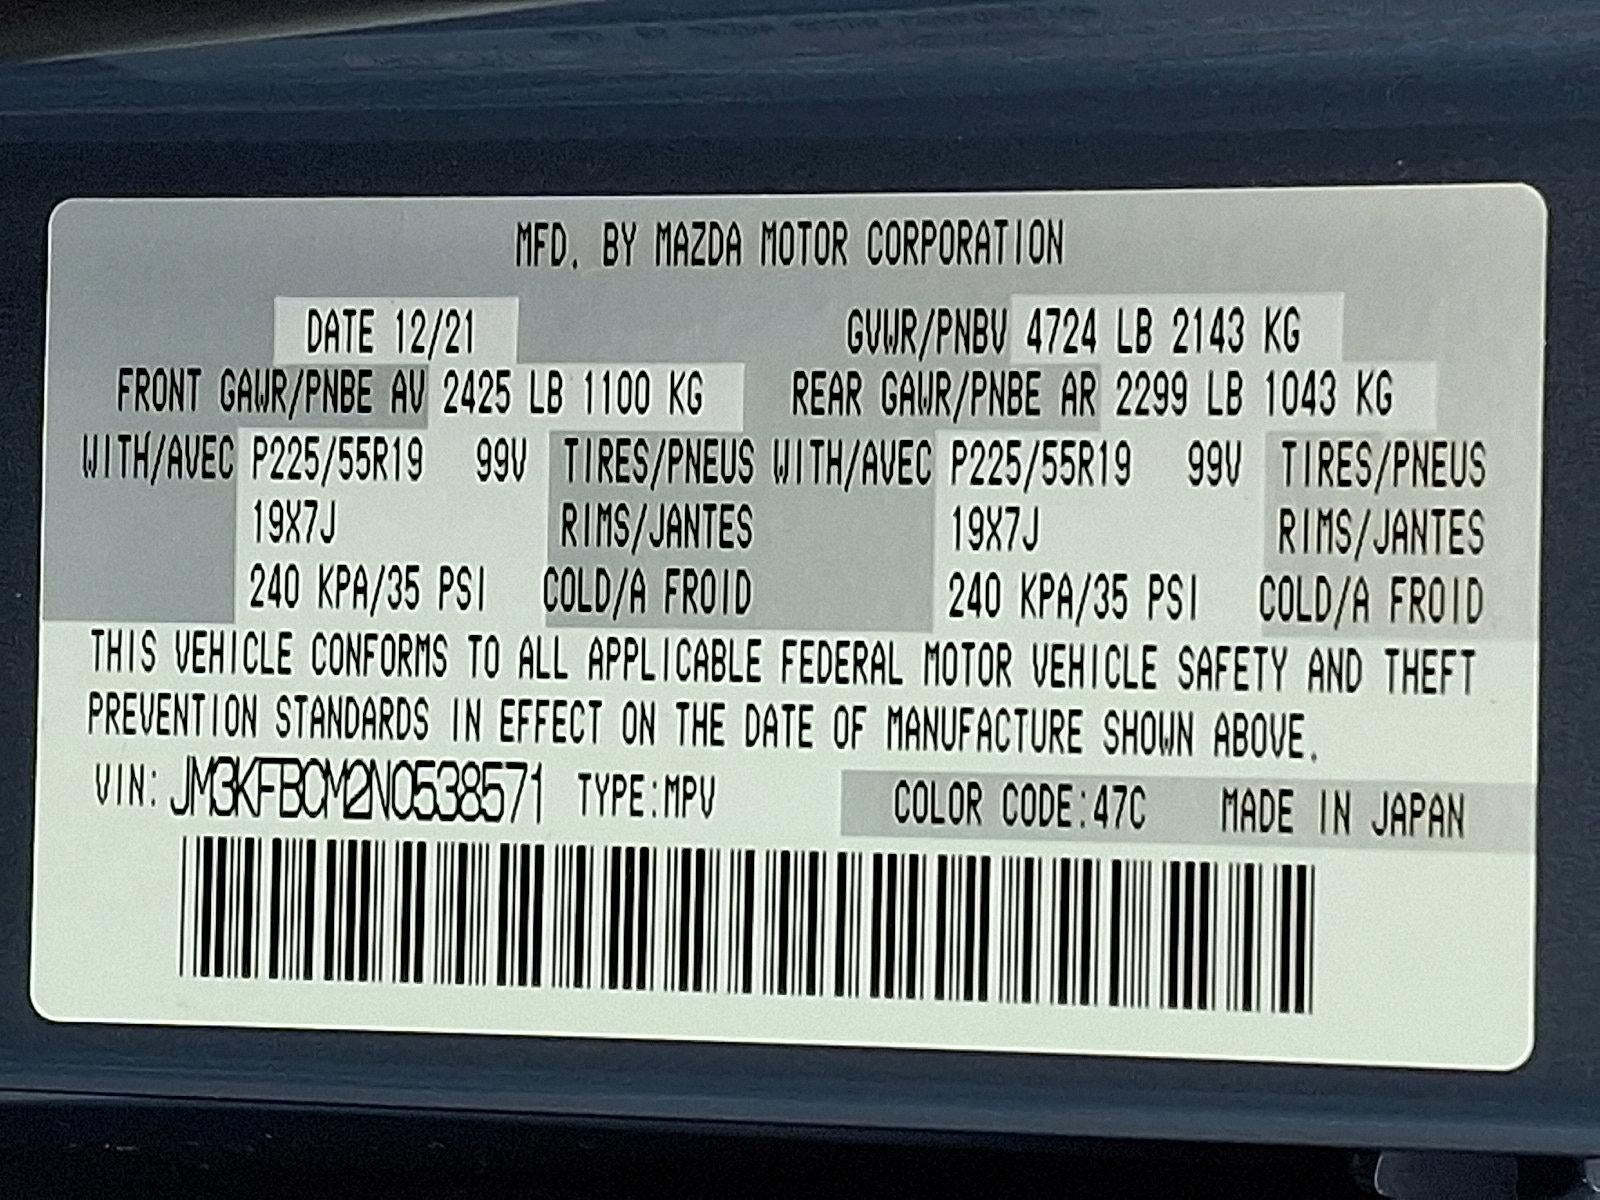 MFD. BY MAZDA MOTOR CORPORATION
DATE 12/21 GVWR/PNBV 4724 LB 2143 KG
FRONT GAWR/PNBE AV 2425 LB 1100 KG REAR GAWR/PNBE AR 2299 LB 1043 KG
WITH/AVEC P225/55R19 99V TIRES/PNEUS WITH/AVEC P225/55R19 99V TIRES/PNEUS
19X7J RIMS/JANTES 19X7J RIMS/JANTES
240 KPA/35 PSI COLD/A FROID 240 KPA/35 PSI COLD/A FROID
THIS VEHICLE CONFORMS TO ALL APPLICABLE FEDERAL MOTOR VEHICLE SAFETY AND THEFT
PREVENTION STANDARDS IN EFFECT ON THE DATE OF MANUFACTURE SHOWN ABOVE.
VIN: JM3KFBCM2N0538571 TYPE:MPV COLOR CODE:47C MADE IN JAPAN